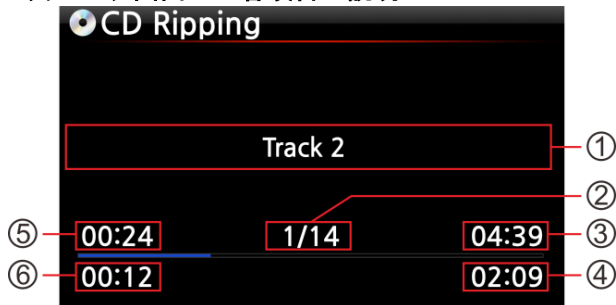 CD Ripping
Track 2
①
②
⑤ 00:24 1/14 04:39 ③
⑥ 00:12 02:09 ④